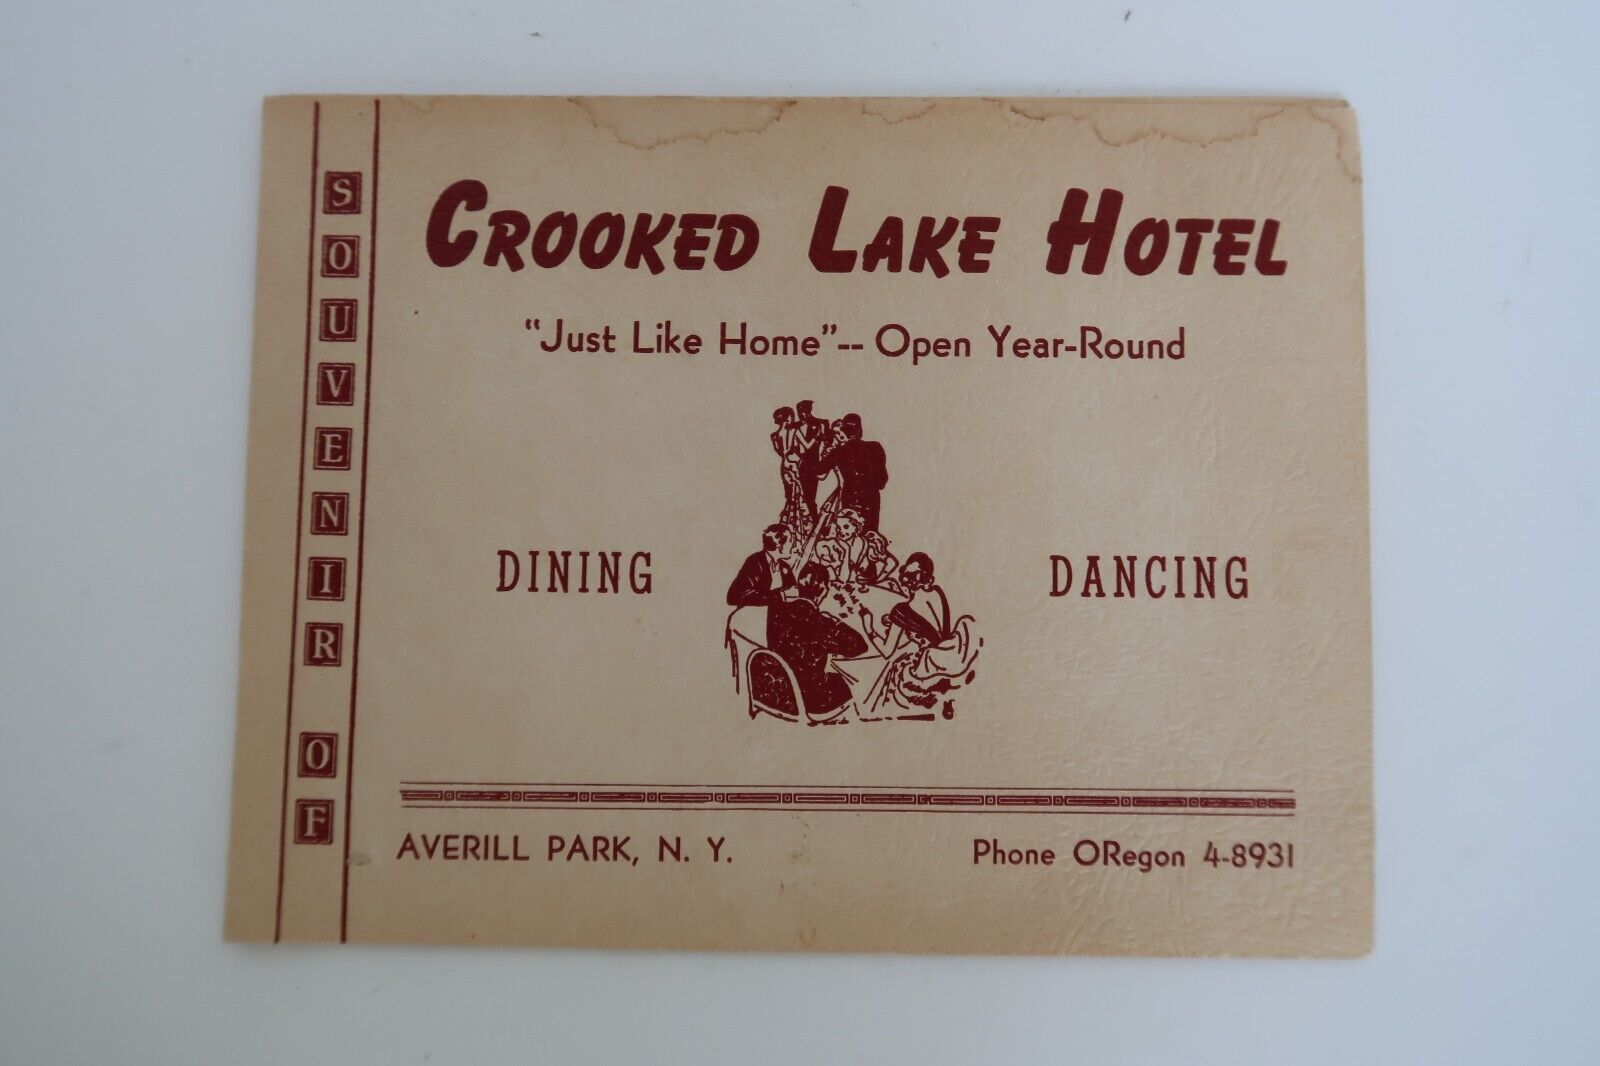 SOUVENIR OF
CROOKED LAKE HOTEL
"Just Like Home"-- Open Year-Round
DINING DANCING
AVERILL PARK, N. Y. Phone ORegon 4-8931